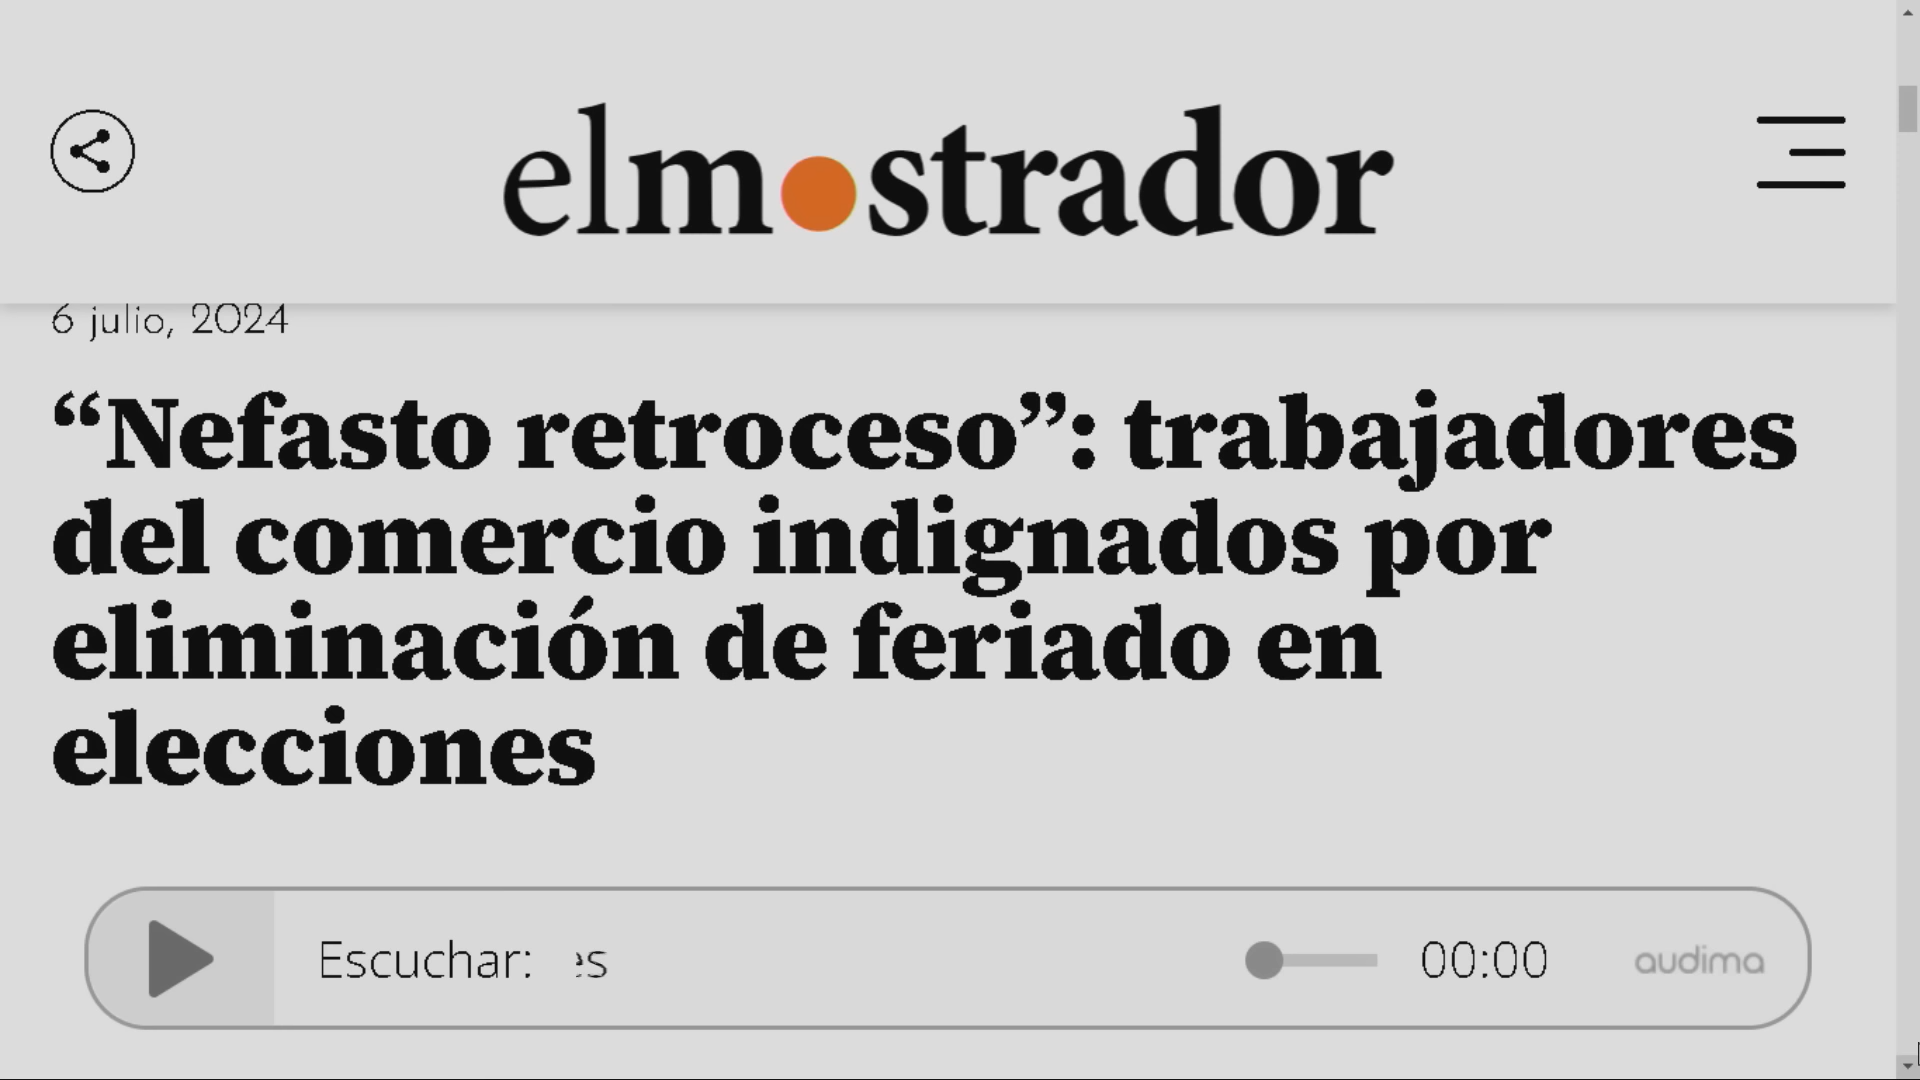 elmostrador
6 julio, 2024
“Nefasto retroceso”: trabajadores
del comercio indignados por
eliminación de feriado en
elecciones
Escuchar: es 00:00 audima